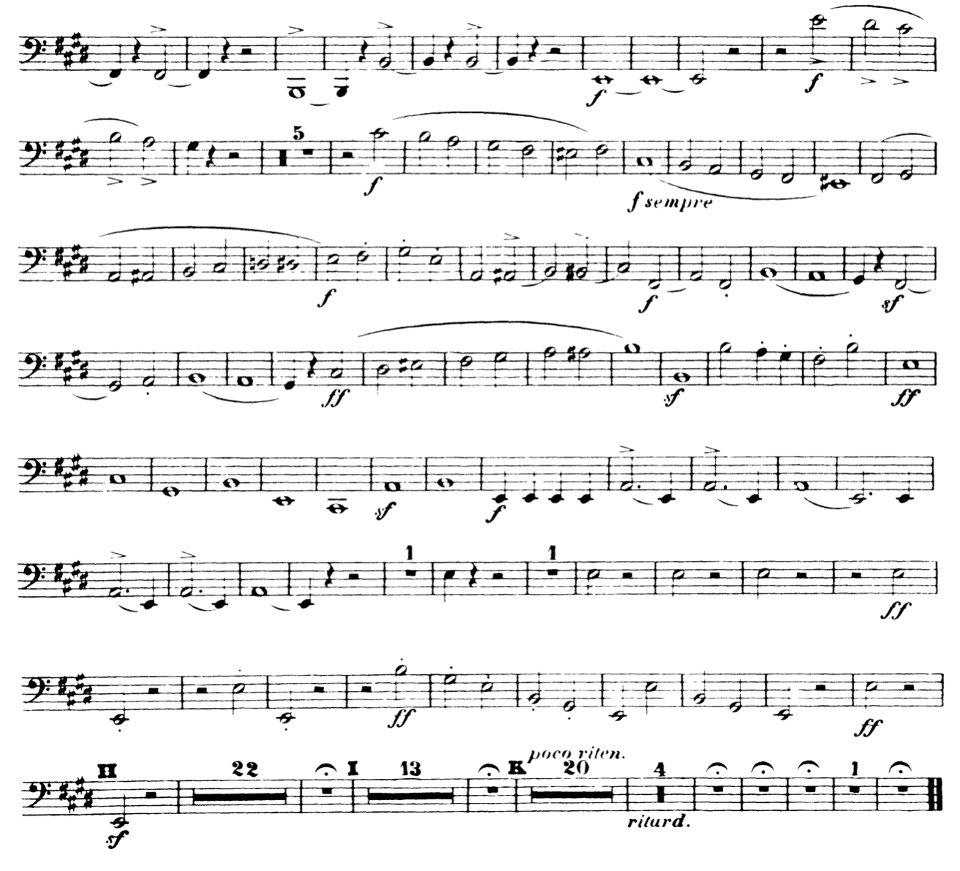 f f
5
f f sempre
f f sf
ff sf ff
sf f
1 1
ff
ff ff
poco riten.
H 22 I 13 K 20 4 1
sf ritard.